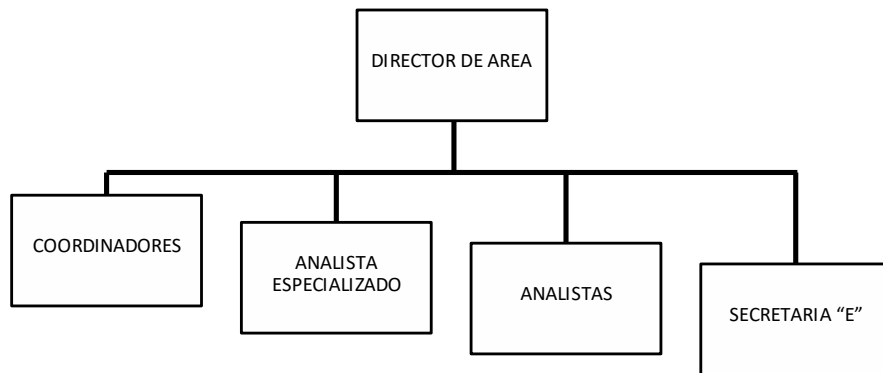 DIRECTOR DE AREA
COORDINADORES
ANALISTA
ESPECIALIZADO
ANALISTAS
SECRETARIA “E”